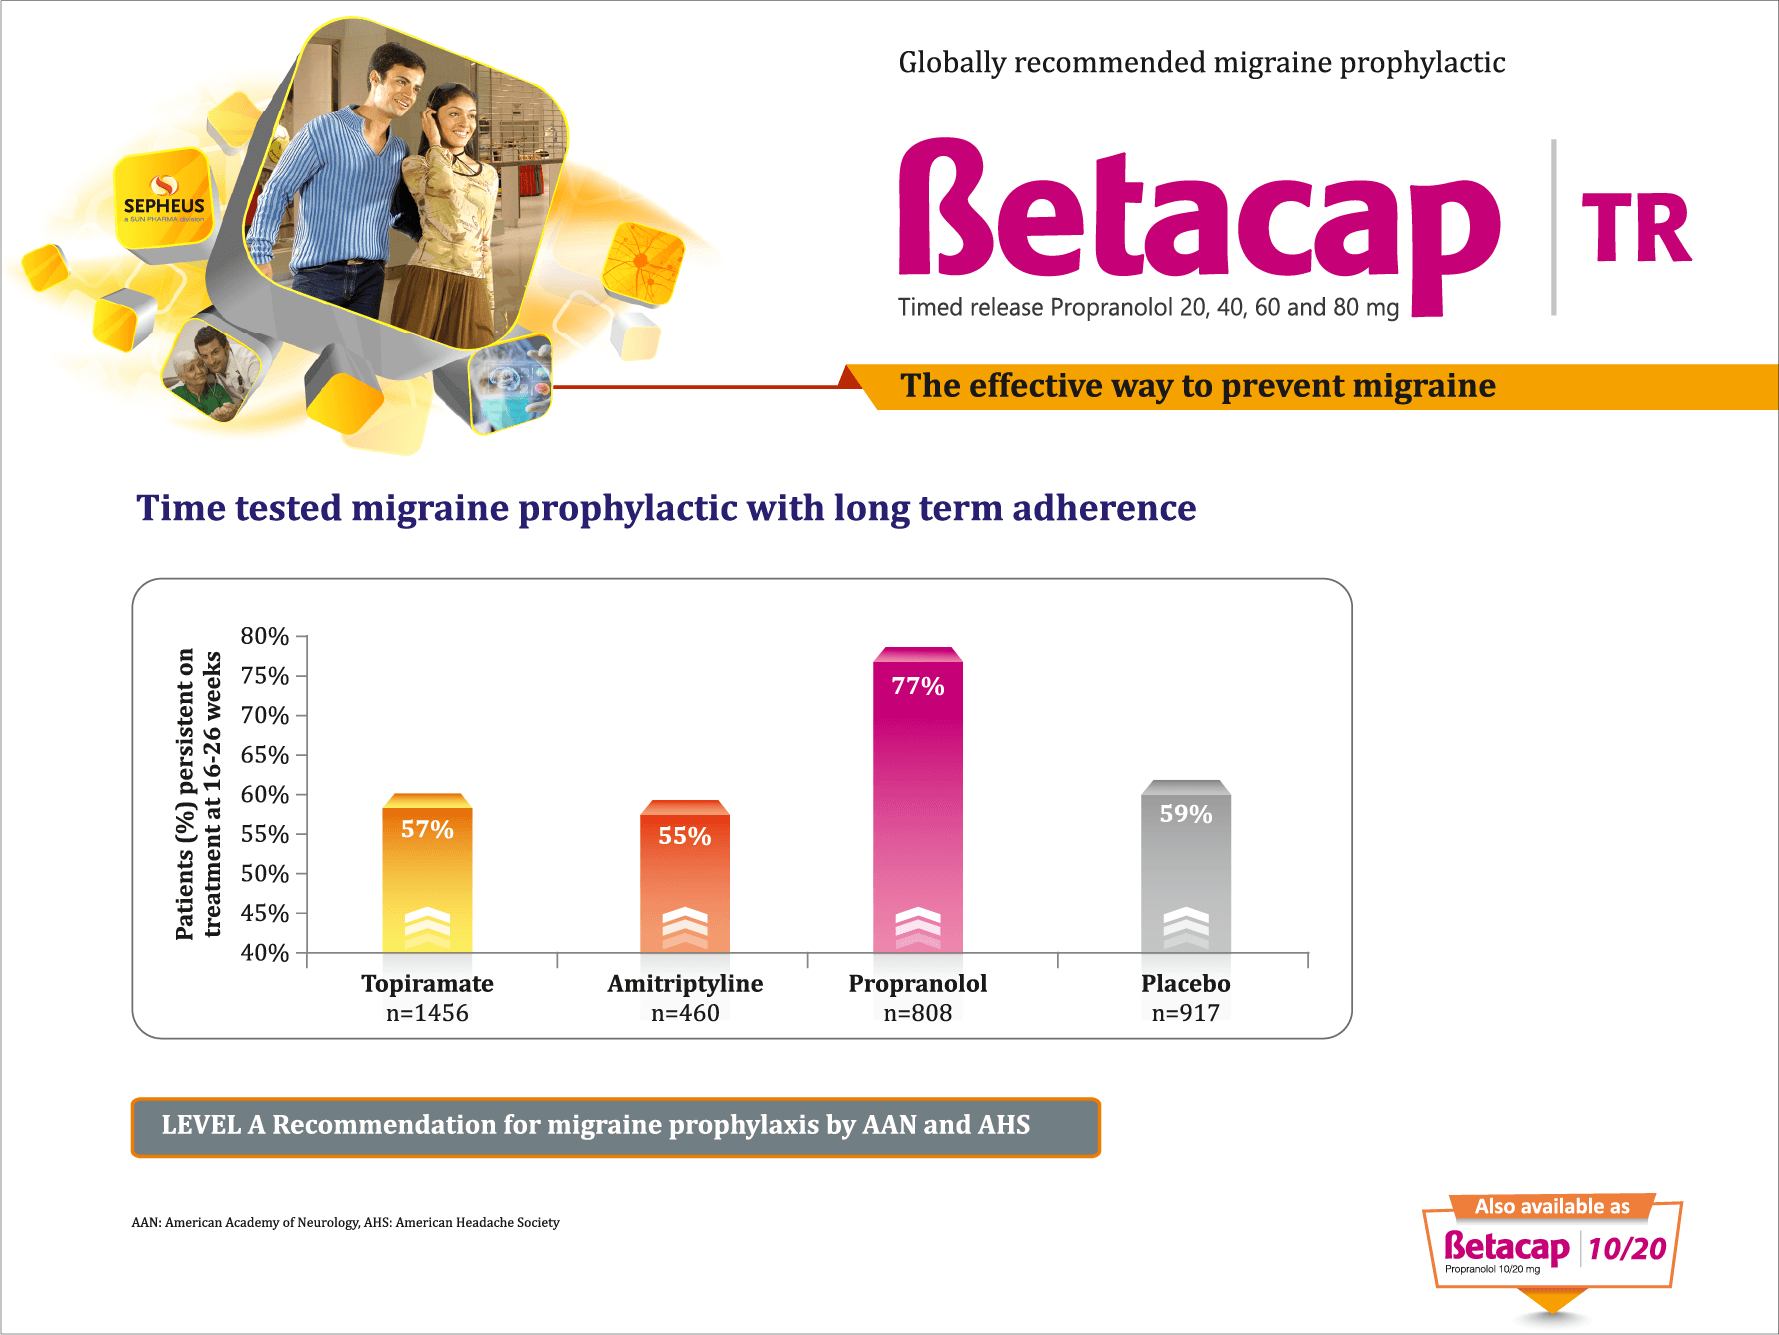 Globally recommended migraine prophylactic
ßetacap TR
Timed release Propranolol 20, 40, 60 and 80 mg
SEPHEUS
a SUN PHARMA division
The effective way to prevent migraine
Time tested migraine prophylactic with long term adherence
Patients (%) persistent on
treatment at 16-26 weeks
80%
75%
70%
65%
60%
55%
50%
45%
40%
57%
55%
77%
59%
Topiramate
n=1456
Amitriptyline
n=460
Propranolol
n=808
Placebo
n=917
LEVEL A Recommendation for migraine prophylaxis by AAN and AHS
AAN: American Academy of Neurology, AHS: American Headache Society
Also available as
ßetacap 10/20
Propranolol 10/20 mg